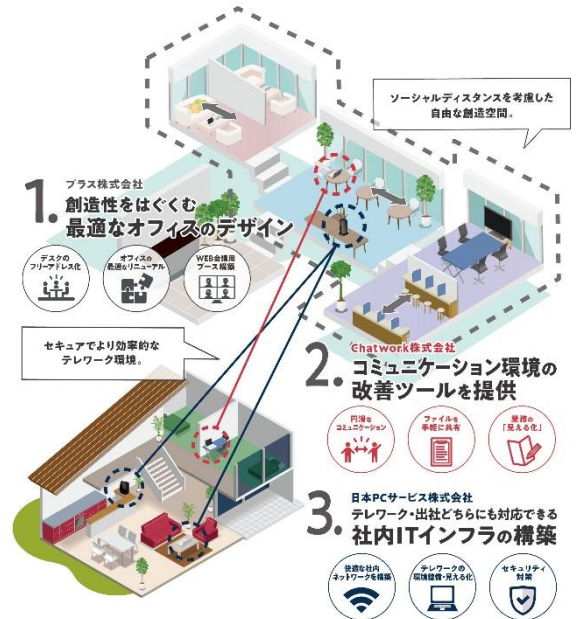 ソーシャルディスタンスを考慮した
自由な創造空間。
1.
プラス株式会社
創造性をはぐくむ
最適なオフィスのデザイン
デスクの
フリーアドレス化
オフィスの
最適なリニューアル
WEB会議用
ブース構築
セキュアでより効率的な
テレワーク環境。
2.
Chatwork株式会社
コミュニケーション環境の
改善ツールを提供
円滑な
コミュニケーション
ファイルを
手軽に共有
業務の
「見える化」
3.
日本PCサービス株式会社
テレワーク・出社どちらにも対応できる
社内ITインフラの構築
快適な社内
ネットワークを構築
テレワークの
環境整備・見える化
セキュリティ
対策